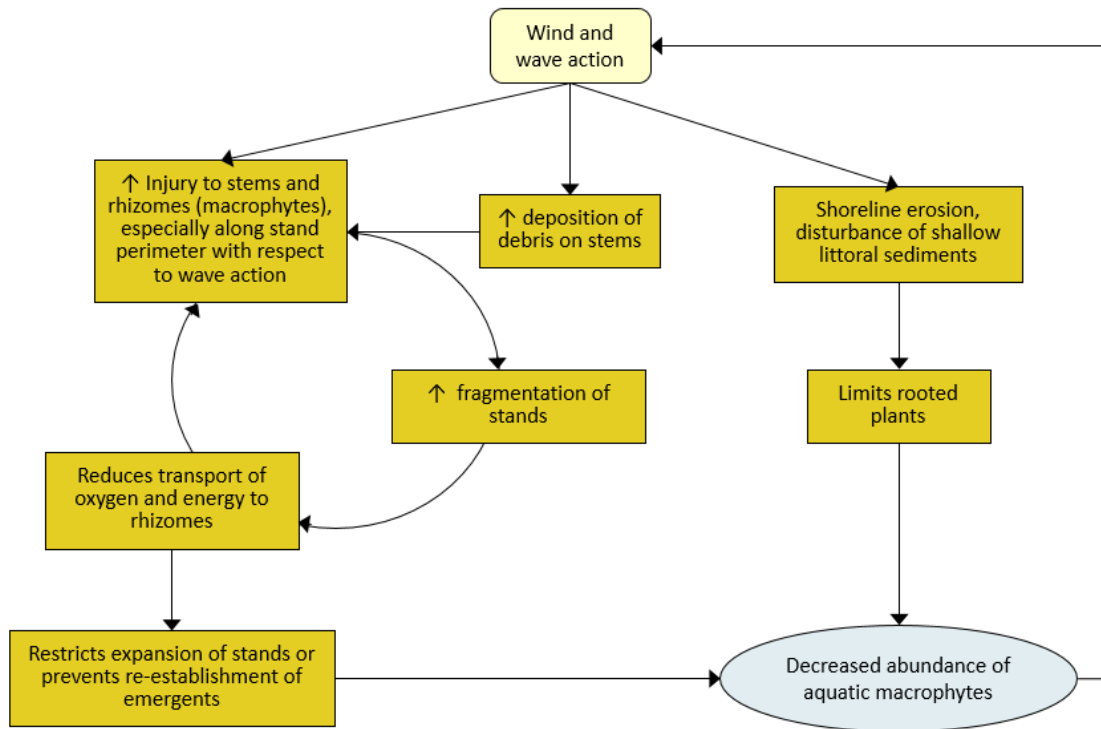 Wind and
wave action
↑ Injury to stems and
rhizomes (macrophytes),
especially along stand
perimeter with respect
to wave action
↑ deposition of
debris on stems
Shoreline erosion,
disturbance of shallow
littoral sediments
↑ fragmentation of
stands
Limits rooted
plants
Reduces transport of
oxygen and energy to
rhizomes
Restricts expansion of stands or
prevents re-establishment of
emergents
Decreased abundance of
aquatic macrophytes